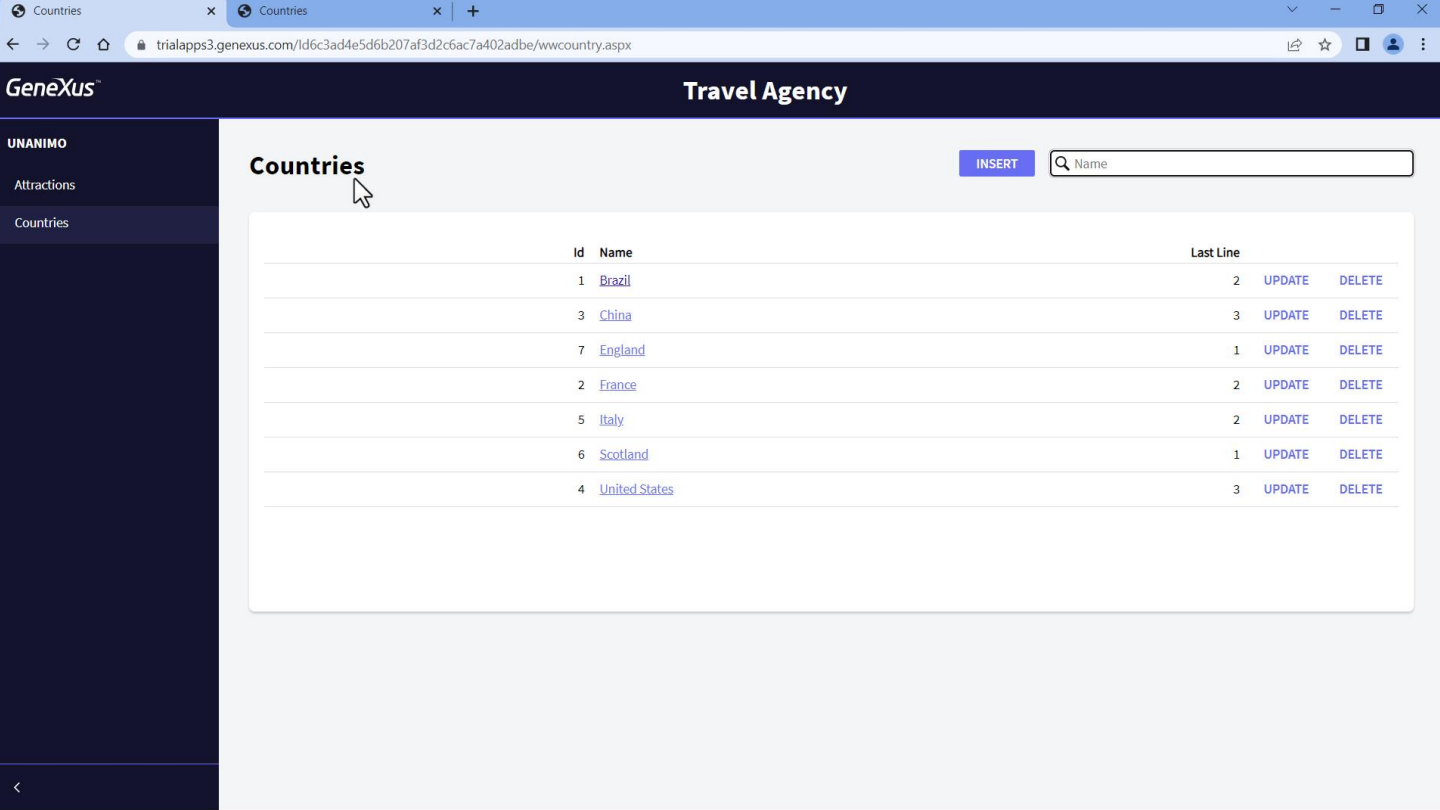 Countries
Countries
trialapps3.genexus.com/Id6c3ad4e5d6b207af3d2c6ac7a402adbe/wwcountry.aspx
GeneXus™
Travel Agency
UNANIMO
Attractions
Countries
Countries
INSERT
Name
Id Name Last Line
1 Brazil 2 UPDATE DELETE
3 China 3 UPDATE DELETE
7 England 1 UPDATE DELETE
2 France 2 UPDATE DELETE
5 Italy 2 UPDATE DELETE
6 Scotland 1 UPDATE DELETE
4 United States 3 UPDATE DELETE